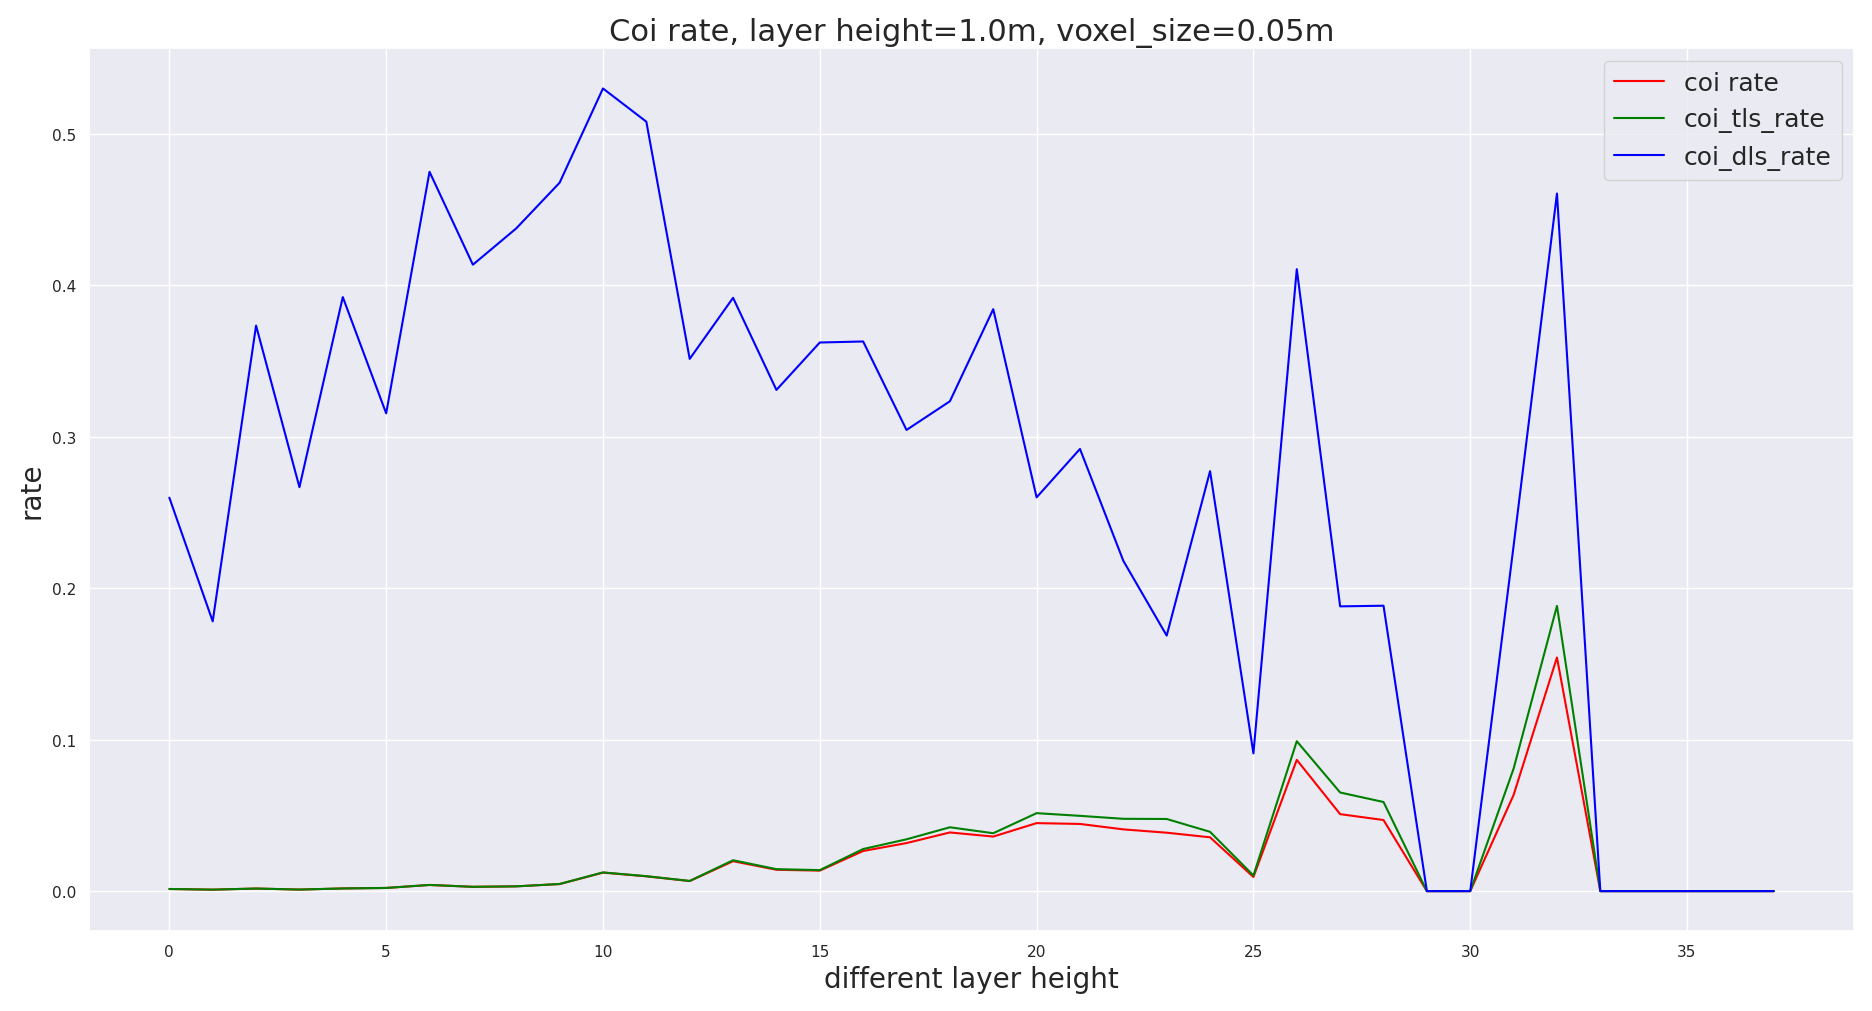 Coi rate, layer height=1.0m, voxel_size=0.05m
coi rate
coi_tls_rate
coi_dls_rate
rate
0.5
0.4
0.3
0.2
0.1
0.0
0 5 10 15 20 25 30 35
different layer height